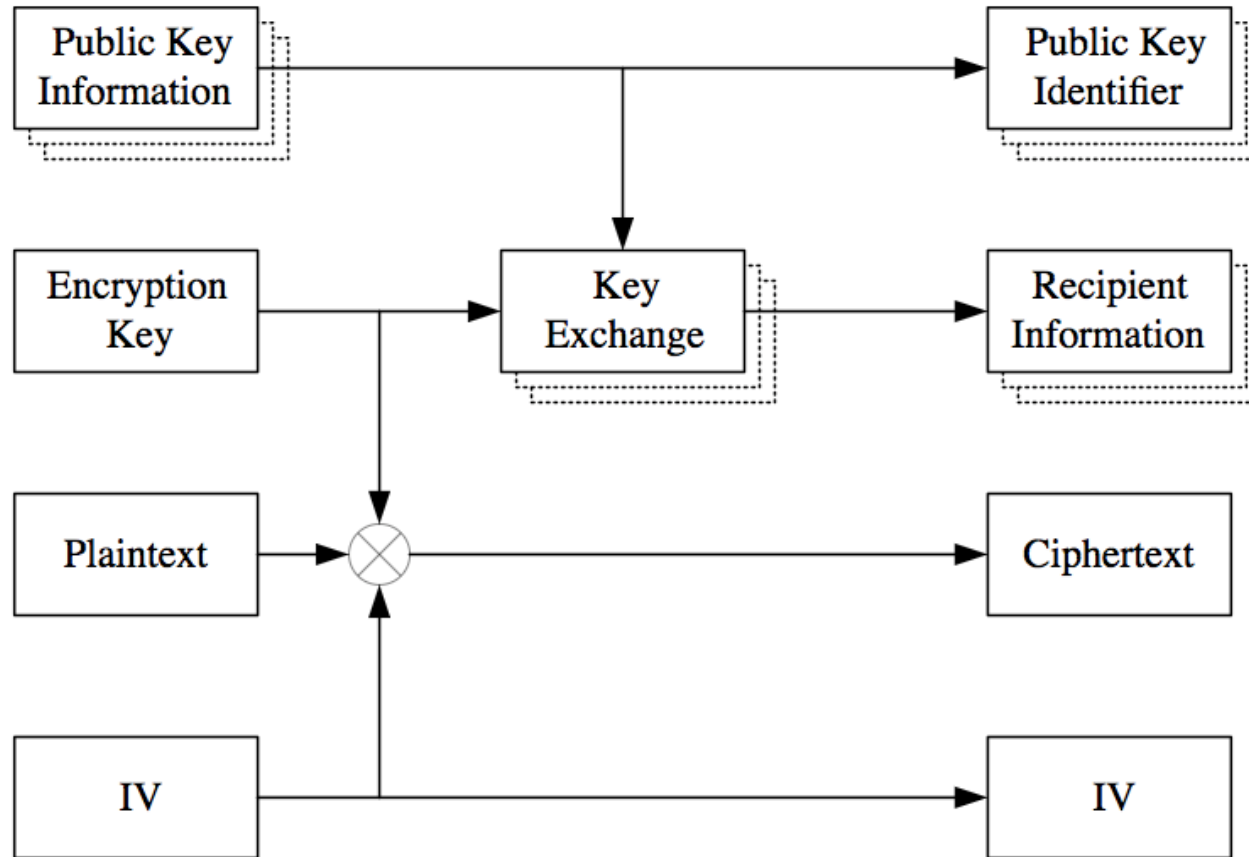 Public Key
Information
Public Key
Identifier
Encryption
Key
Key
Exchange
Recipient
Information
Plaintext
Ciphertext
IV
IV